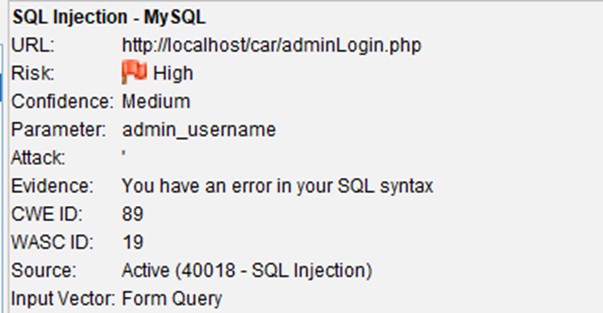 SQL Injection - MySQL
URL: http://localhost/car/adminLogin.php
Risk: High
Confidence: Medium
Parameter: admin_username
Attack: '
Evidence: You have an error in your SQL syntax
CWE ID: 89
WASC ID: 19
Source: Active (40018 - SQL Injection)
Input Vector: Form Query